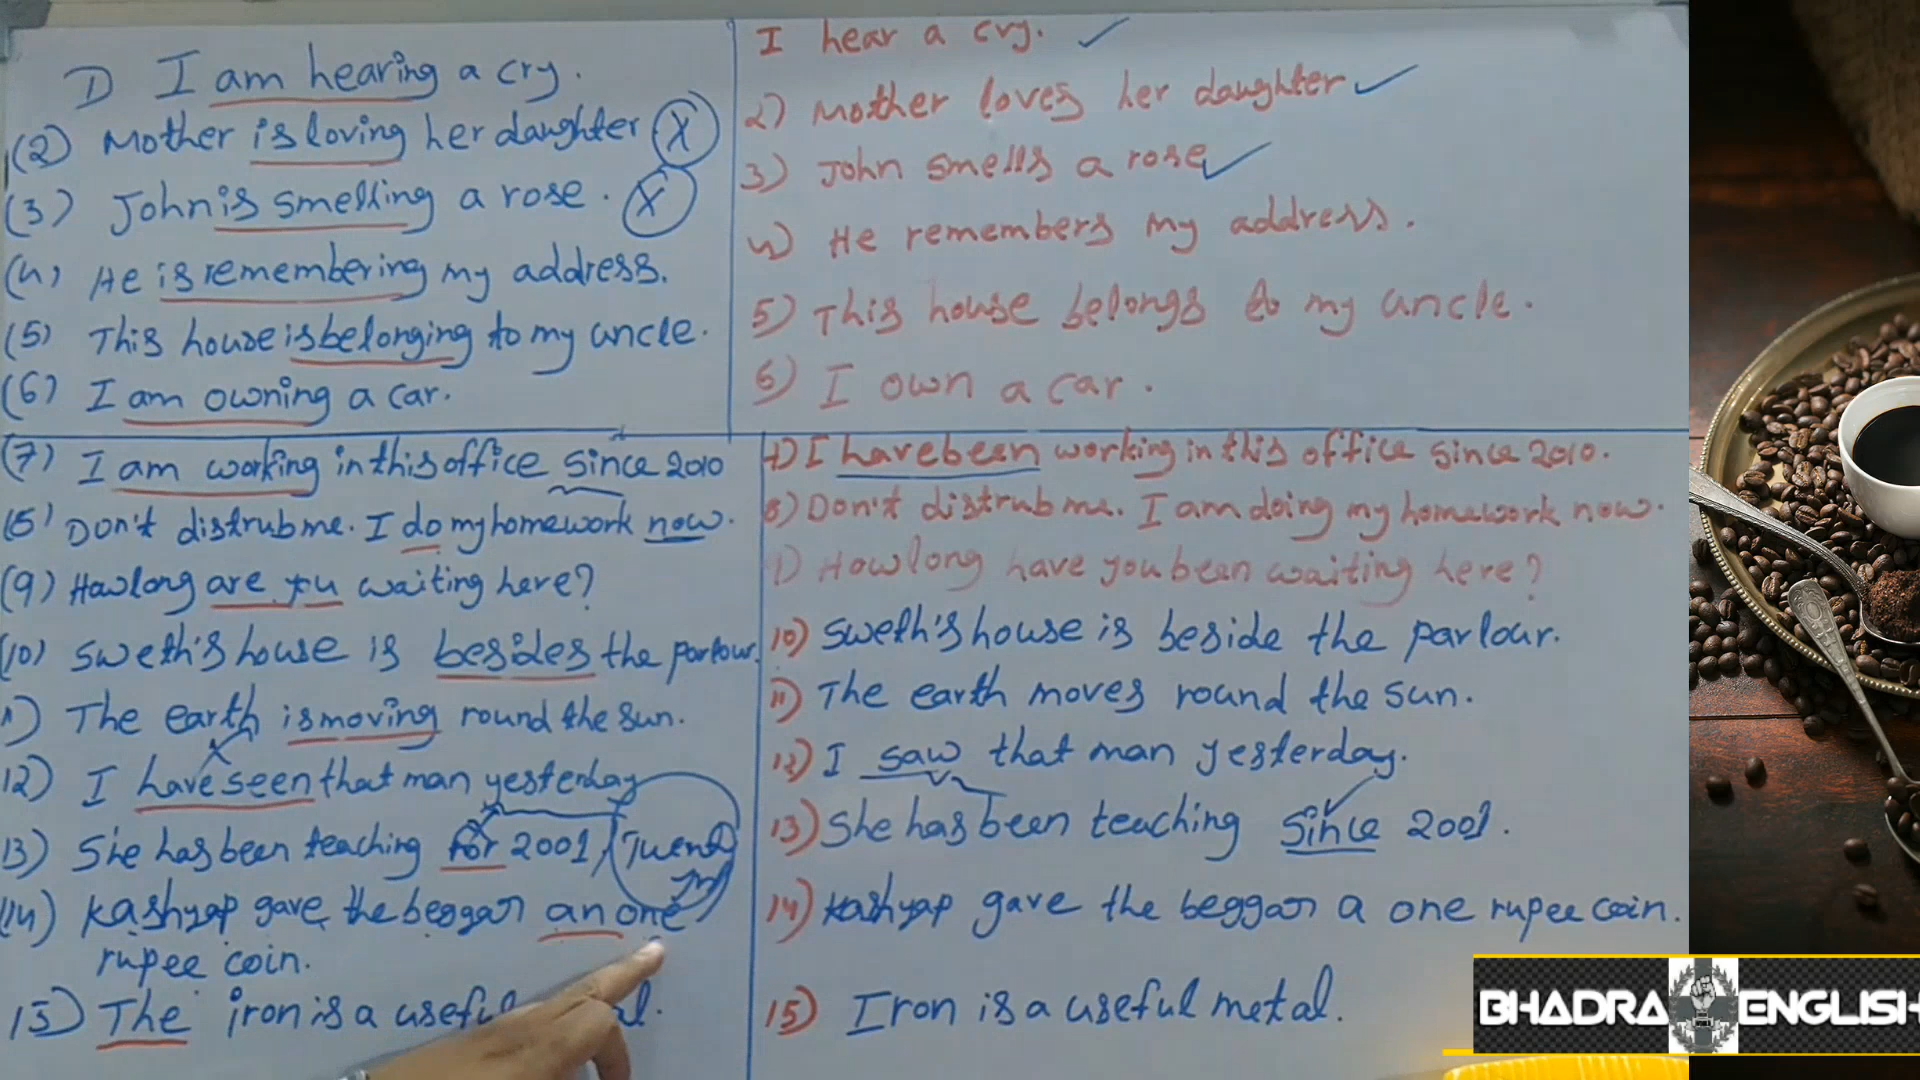 1) I am hearing a cry.
(2) Mother is loving her daughter X
(3) John is smelling a rose. X
(4) He is remembering my address.
(5) This house is belonging to my uncle.
(6) I am owning a car.
I hear a cry. ✓
2) Mother loves her daughter ✓
3) John smells a rose ✓
4) He remembers my address.
5) This house belongs to my uncle.
6) I own a car.
(7) I am working in this office since 2010
(8) Don't distrub me. I do my homework now.
(9) How long are you waiting here?
(10) Sweth's house is besides the parlour.
11) The earth is moving round the sun.
12) I have seen that man yesterday
13) She has been teaching for 2001,
14) Kashyap gave the beggar an one
rupee coin.
15) The iron is a
7) I have been working in this office since 2010.
8) Don't distrub me. I am doing my homework now.
How long have you been waiting here?
10) Sweth's house is beside the parlour.
11) The earth moves round the sun.
12) I saw that man yesterday.
13) She has been teaching since 2001.
14) Kashyap gave the beggar a one rupee coin.
15) Iron is a useful metal.
BHADRA ENGLISH